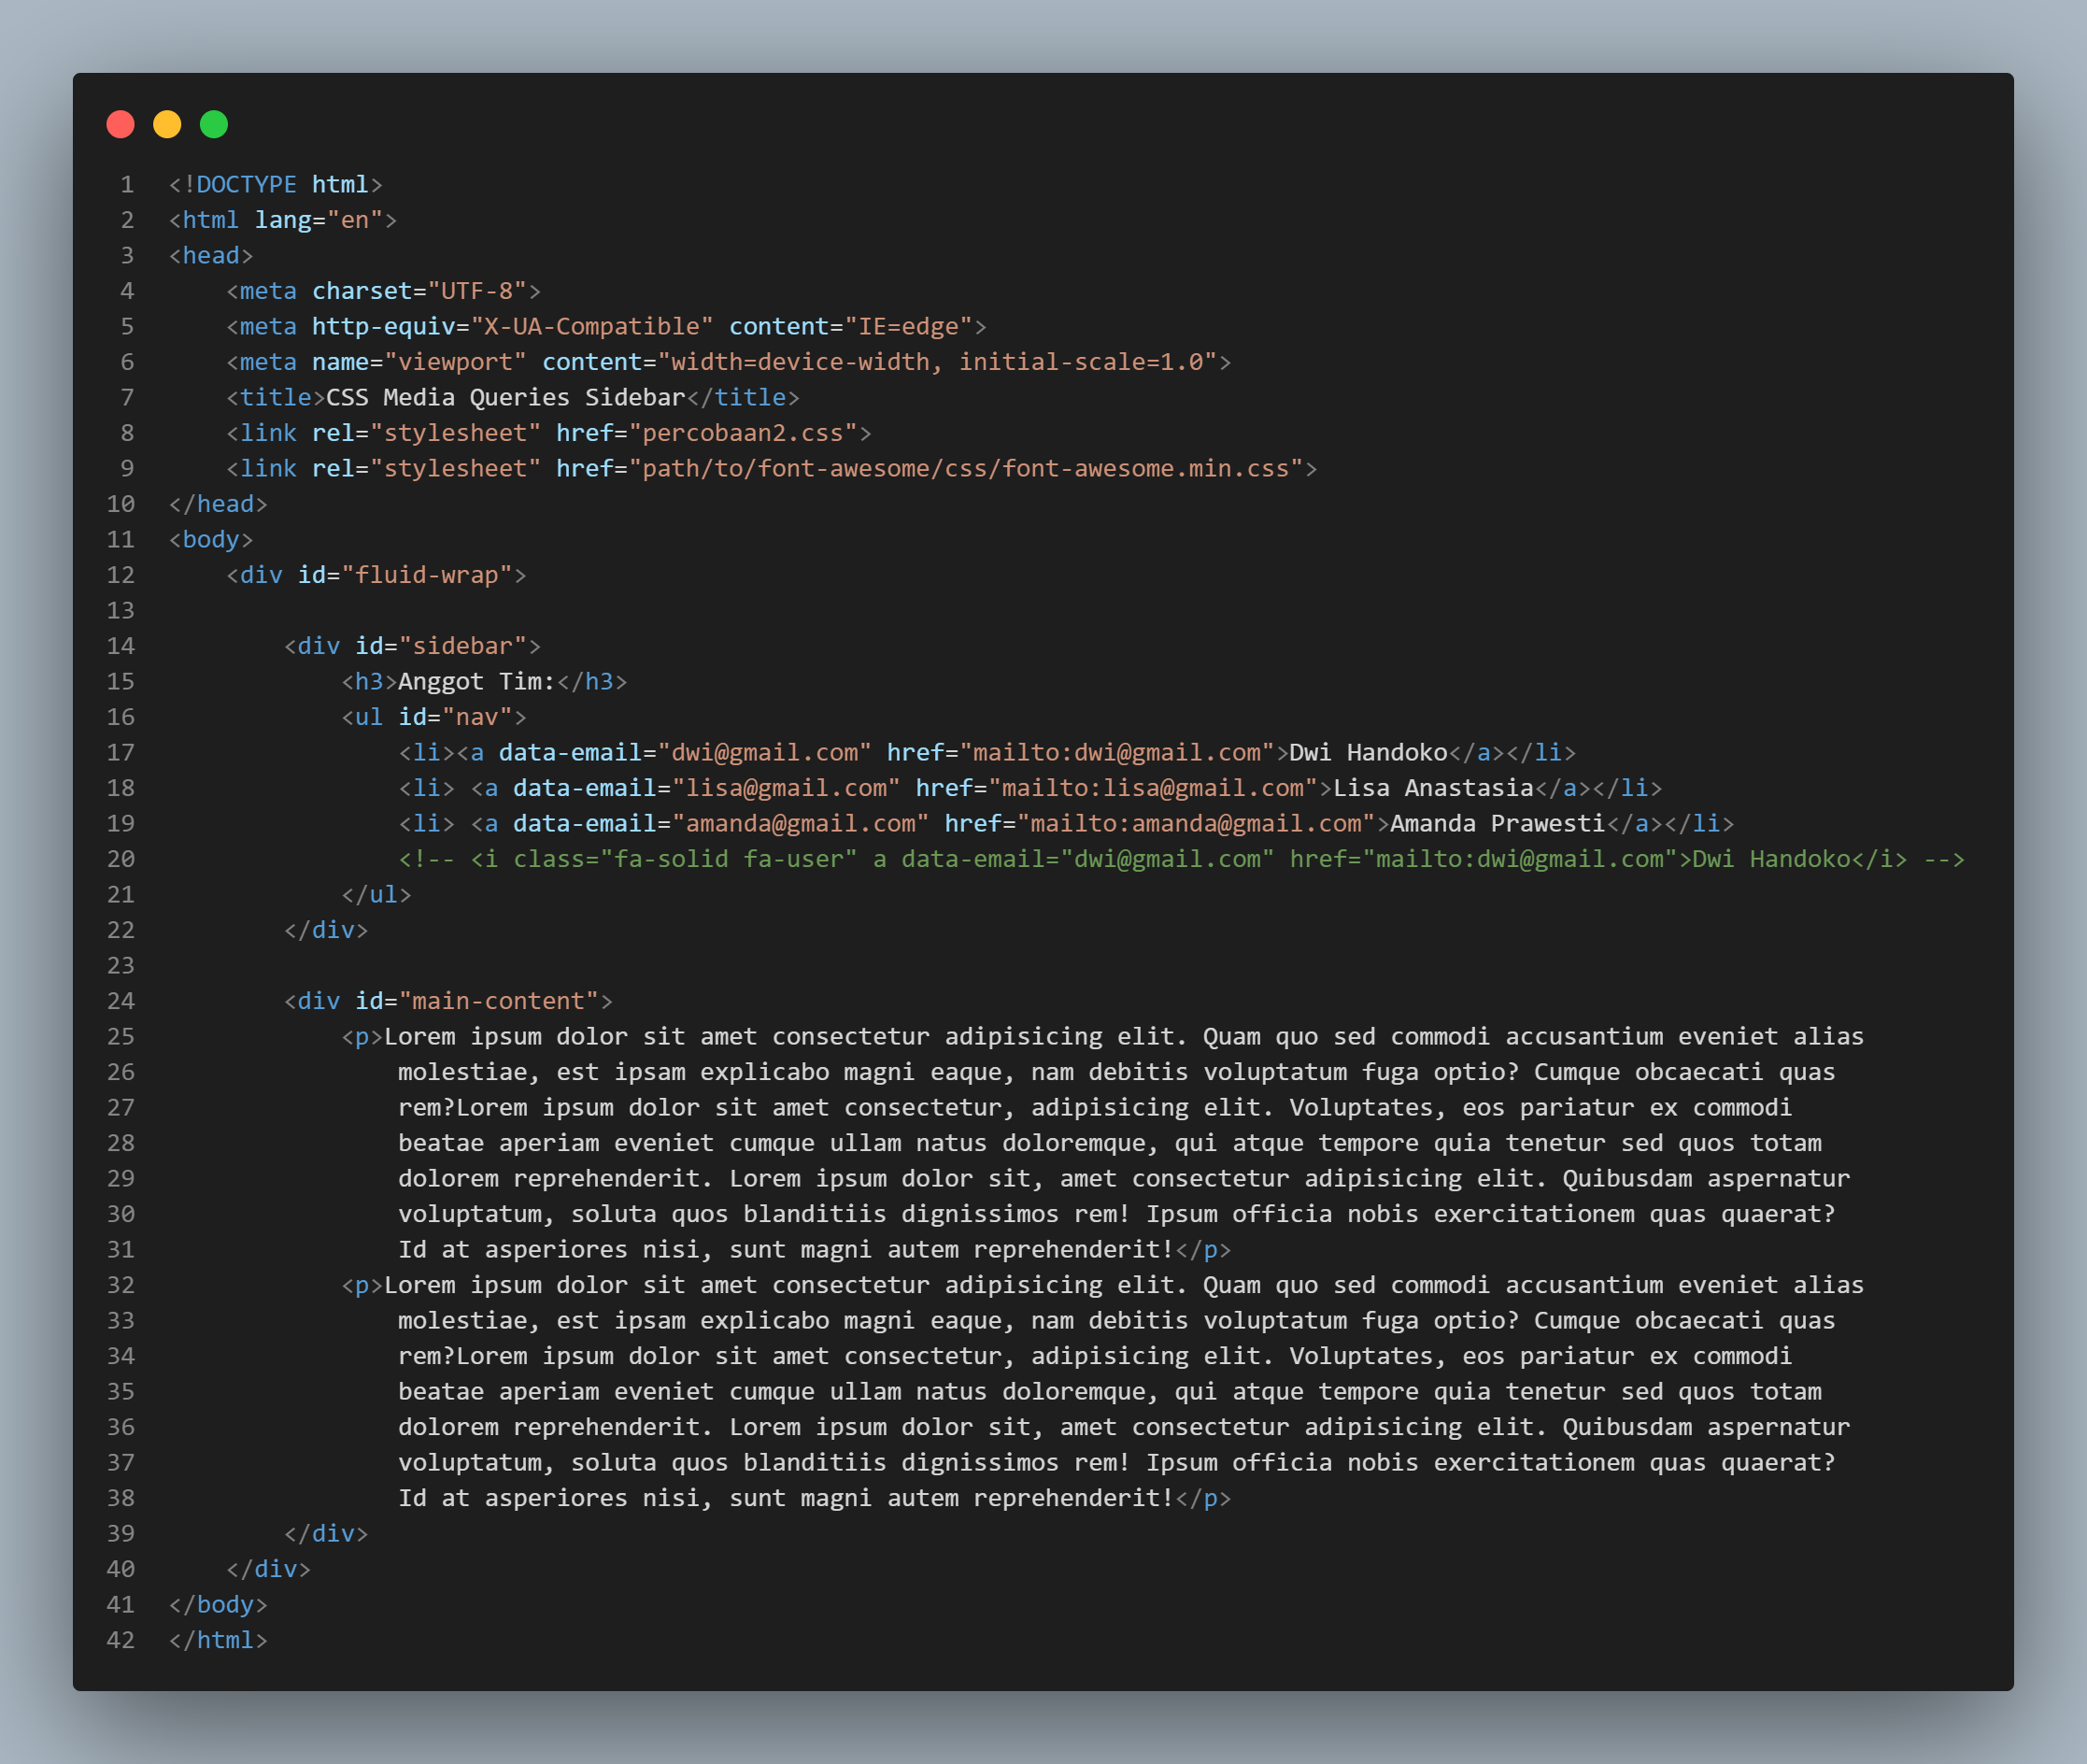 1 <!DOCTYPE html>
2 <html lang="en">
3 <head>
4     <meta charset="UTF-8">
5     <meta http-equiv="X-UA-Compatible" content="IE=edge">
6     <meta name="viewport" content="width=device-width, initial-scale=1.0">
7     <title>CSS Media Queries Sidebar</title>
8     <link rel="stylesheet" href="percobaan2.css">
9     <link rel="stylesheet" href="path/to/font-awesome/css/font-awesome.min.css">
10 </head>
11 <body>
12     <div id="fluid-wrap">
13
14         <div id="sidebar">
15             <h3>Anggot Tim:</h3>
16             <ul id="nav">
17                 <li><a data-email="dwi@gmail.com" href="mailto:dwi@gmail.com">Dwi Handoko</a></li>
18                 <li> <a data-email="lisa@gmail.com" href="mailto:lisa@gmail.com">Lisa Anastasia</a></li>
19                 <li> <a data-email="amanda@gmail.com" href="mailto:amanda@gmail.com">Amanda Prawesti</a></li>
20                 <!-- <i class="fa-solid fa-user" a data-email="dwi@gmail.com" href="mailto:dwi@gmail.com">Dwi Handoko</i> -->
21             </ul>
22         </div>
23
24         <div id="main-content">
25             <p>Lorem ipsum dolor sit amet consectetur adipisicing elit. Quam quo sed commodi accusantium eveniet alias
26                 molestiae, est ipsam explicabo magni eaque, nam debitis voluptatum fuga optio? Cumque obcaecati quas
27                 rem?Lorem ipsum dolor sit amet consectetur, adipisicing elit. Voluptates, eos pariatur ex commodi
28                 beatae aperiam eveniet cumque ullam natus doloremque, qui atque tempore quia tenetur sed quos totam
29                 dolorem reprehenderit. Lorem ipsum dolor sit, amet consectetur adipisicing elit. Quibusdam aspernatur
30                 voluptatum, soluta quos blanditiis dignissimos rem! Ipsum officia nobis exercitationem quas quaerat?
31                 Id at asperiores nisi, sunt magni autem reprehenderit!</p>
32             <p>Lorem ipsum dolor sit amet consectetur adipisicing elit. Quam quo sed commodi accusantium eveniet alias
33                 molestiae, est ipsam explicabo magni eaque, nam debitis voluptatum fuga optio? Cumque obcaecati quas
34                 rem?Lorem ipsum dolor sit amet consectetur, adipisicing elit. Voluptates, eos pariatur ex commodi
35                 beatae aperiam eveniet cumque ullam natus doloremque, qui atque tempore quia tenetur sed quos totam
36                 dolorem reprehenderit. Lorem ipsum dolor sit, amet consectetur adipisicing elit. Quibusdam aspernatur
37                 voluptatum, soluta quos blanditiis dignissimos rem! Ipsum officia nobis exercitationem quas quaerat?
38                 Id at asperiores nisi, sunt magni autem reprehenderit!</p>
39         </div>
40     </div>
41 </body>
42 </html>